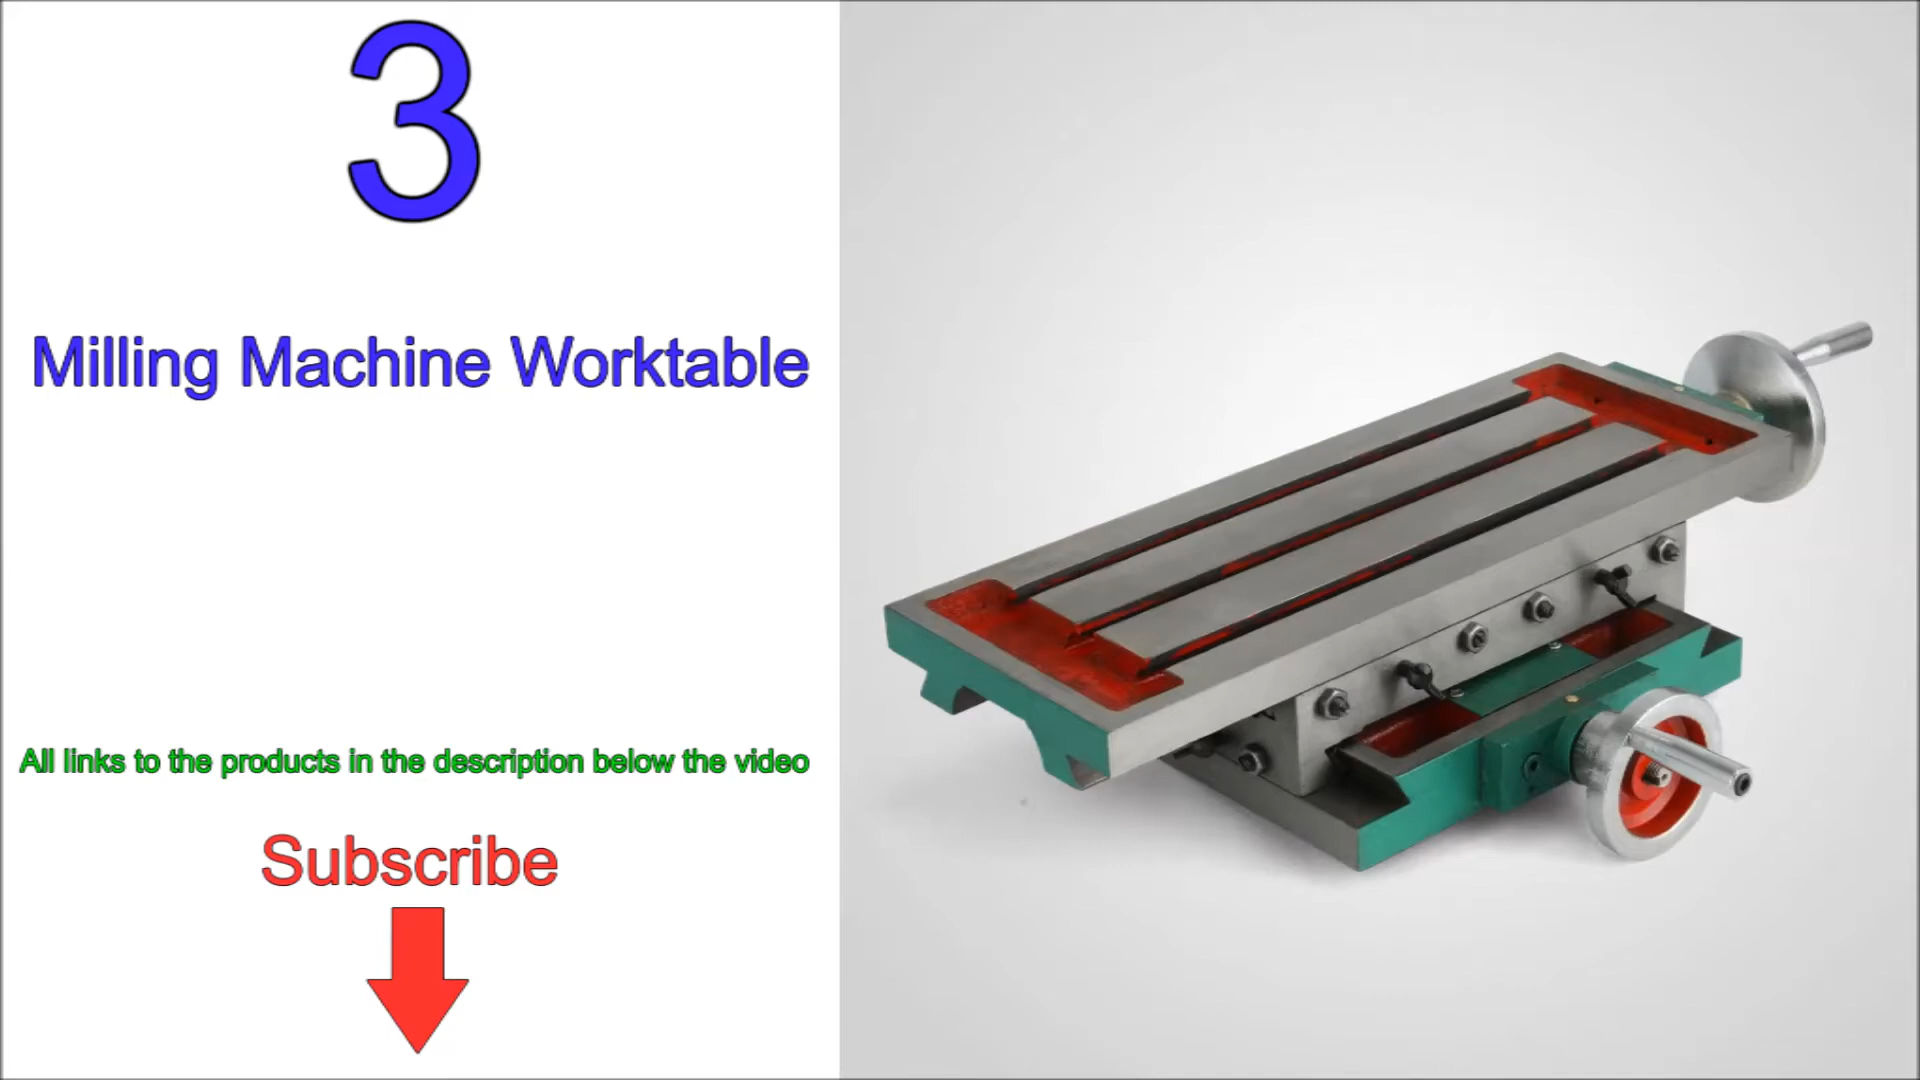 3
Milling Machine Worktable
All links to the products in the description below the video
Subscribe